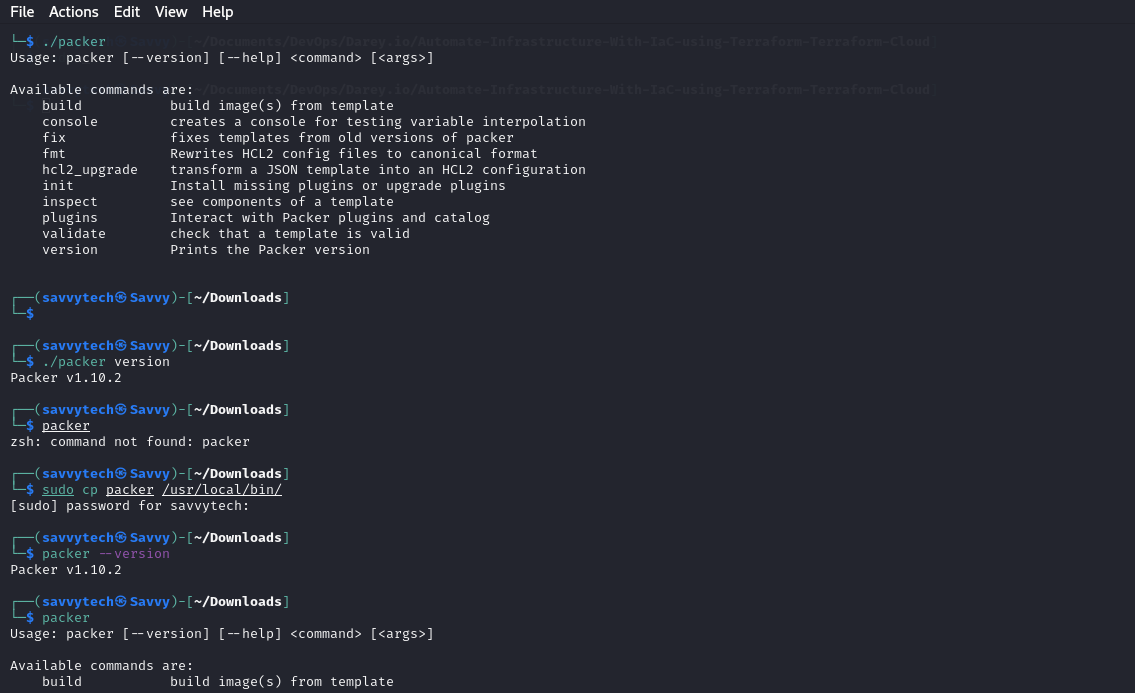 File Actions Edit View Help
└─$ ./packer
Usage: packer [--version] [--help] <command> [<args>]
Available commands are:
build build image(s) from template
console creates a console for testing variable interpolation
fix fixes templates from old versions of packer
fmt Rewrites HCL2 config files to canonical format
hcl2_upgrade transform a JSON template into an HCL2 configuration
init Install missing plugins or upgrade plugins
inspect see components of a template
plugins Interact with Packer plugins and catalog
validate check that a template is valid
version Prints the Packer version
┌──(savvytech㉿Savvy)-[~/Downloads]
└─$
┌──(savvytech㉿Savvy)-[~/Downloads]
└─$ ./packer version
Packer v1.10.2
┌──(savvytech㉿Savvy)-[~/Downloads]
└─$ packer
zsh: command not found: packer
┌──(savvytech㉿Savvy)-[~/Downloads]
└─$ sudo cp packer /usr/local/bin/
[sudo] password for savvytech:
┌──(savvytech㉿Savvy)-[~/Downloads]
└─$ packer --version
Packer v1.10.2
┌──(savvytech㉿Savvy)-[~/Downloads]
└─$ packer
Usage: packer [--version] [--help] <command> [<args>]
Available commands are:
build build image(s) from template